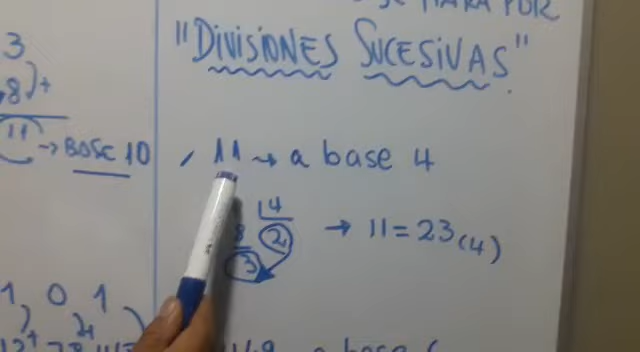 POR
"DIVISIONES SUCESIVAS"
3
8 +
11 → BASE 10
11 → a base 4
4
8 2 → 11 = 23(4)
3
1, 0 1
a base